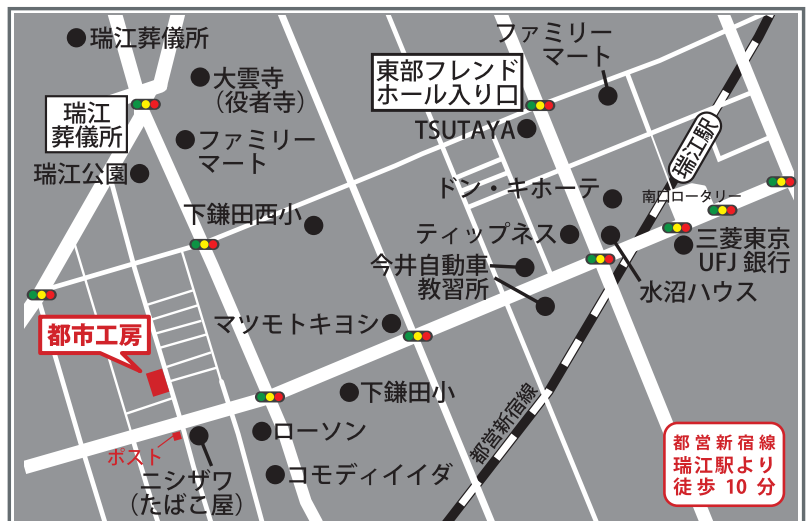 瑞江葬儀所
ファミリー
マート
大雲寺
（役者寺）
東部フレンド
ホール入り口
瑞江
葬儀所
TSUTAYA
ファミリー
マート
瑞江駅
瑞江公園
ドン・キホーテ
南口ロータリー
下鎌田西小
ティップネス
三菱東京
UFJ 銀行
今井自動車
教習所
水沼ハウス
マツモトキヨシ
都市工房
下鎌田小
都営新宿線
ローソン
ポスト
コモディイイダ
ニシザワ
（たばこ屋）
都営新宿線
瑞江駅より
徒歩 10 分